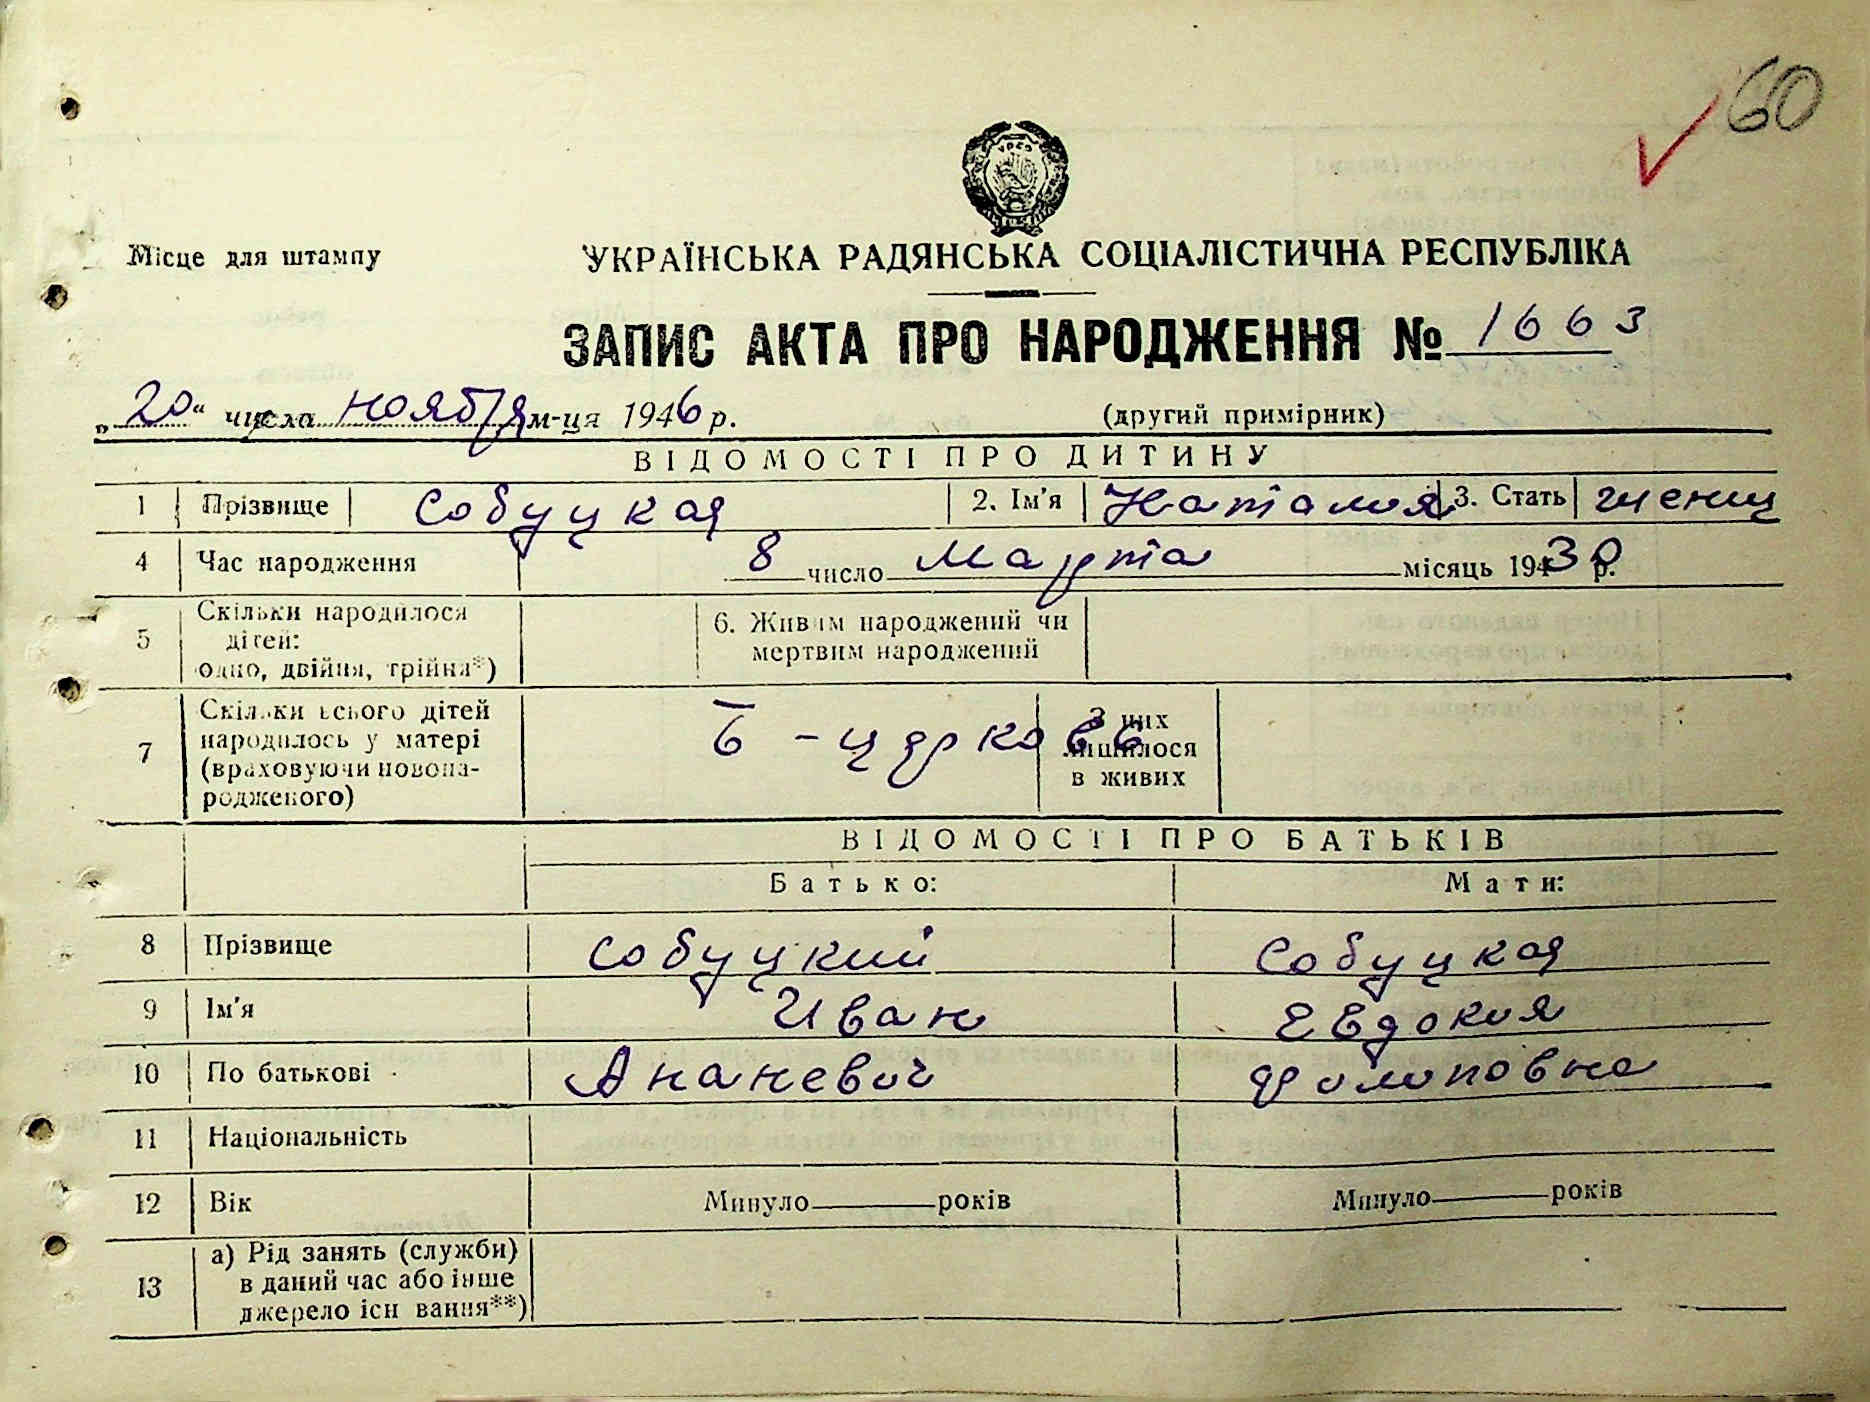 60
Місце для штампу
УКРАЇНСЬКА РАДЯНСЬКА СОЦІАЛІСТИЧНА РЕСПУБЛІКА
ЗАПИС АКТА ПРО НАРОДЖЕННЯ № 1663
„20“ числа ноября м-ця 1946 р. (другий примірник)
ВІДОМОСТІ ПРО ДИТИНУ
1 Прізвище Собуцкая 2. Ім'я Наталия 3. Стать женщ
4 Час народження 8 число Марта місяць 1930 р.
5 Скільки народилося дітей: одно, двійня, трійня*) 6. Живим народжений чи мертвим народжений
7 Скільки всього дітей народилось у матері (враховуючи новонародженого) Б-церковь З них лишилося в живих
ВІДОМОСТІ ПРО БАТЬКІВ
Батько: Мати:
8 Прізвище Собуцкий Собуцкая
9 Ім'я Иван Евдокия
10 По батькові Ананевич Филиповна
11 Національність
12 Вік Минуло років Минуло років
13 а) Рід занять (служби) в даний час або інше джерело існ вання**)